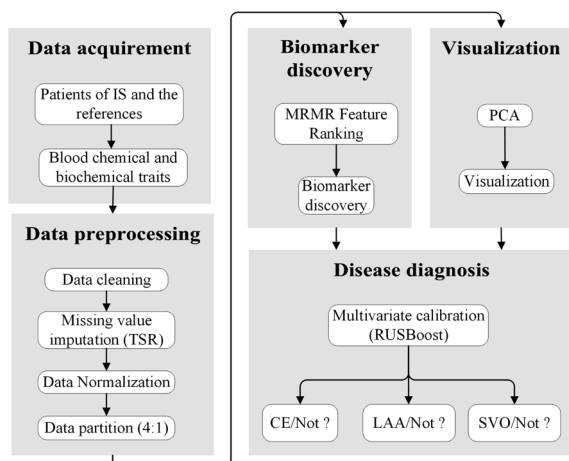 Data acquirement
Patients of IS and the
references
Blood chemical and
biochemical traits
Data preprocessing
Data cleaning
Missing value
imputation (TSR)
Data Normalization
Data partition (4:1)
Biomarker
discovery
MRMR Feature
Ranking
Biomarker
discovery
Visualization
PCA
Visualization
Disease diagnosis
Multivariate calibration
(RUSBoost)
CE/Not ?
LAA/Not ?
SVO/Not ?